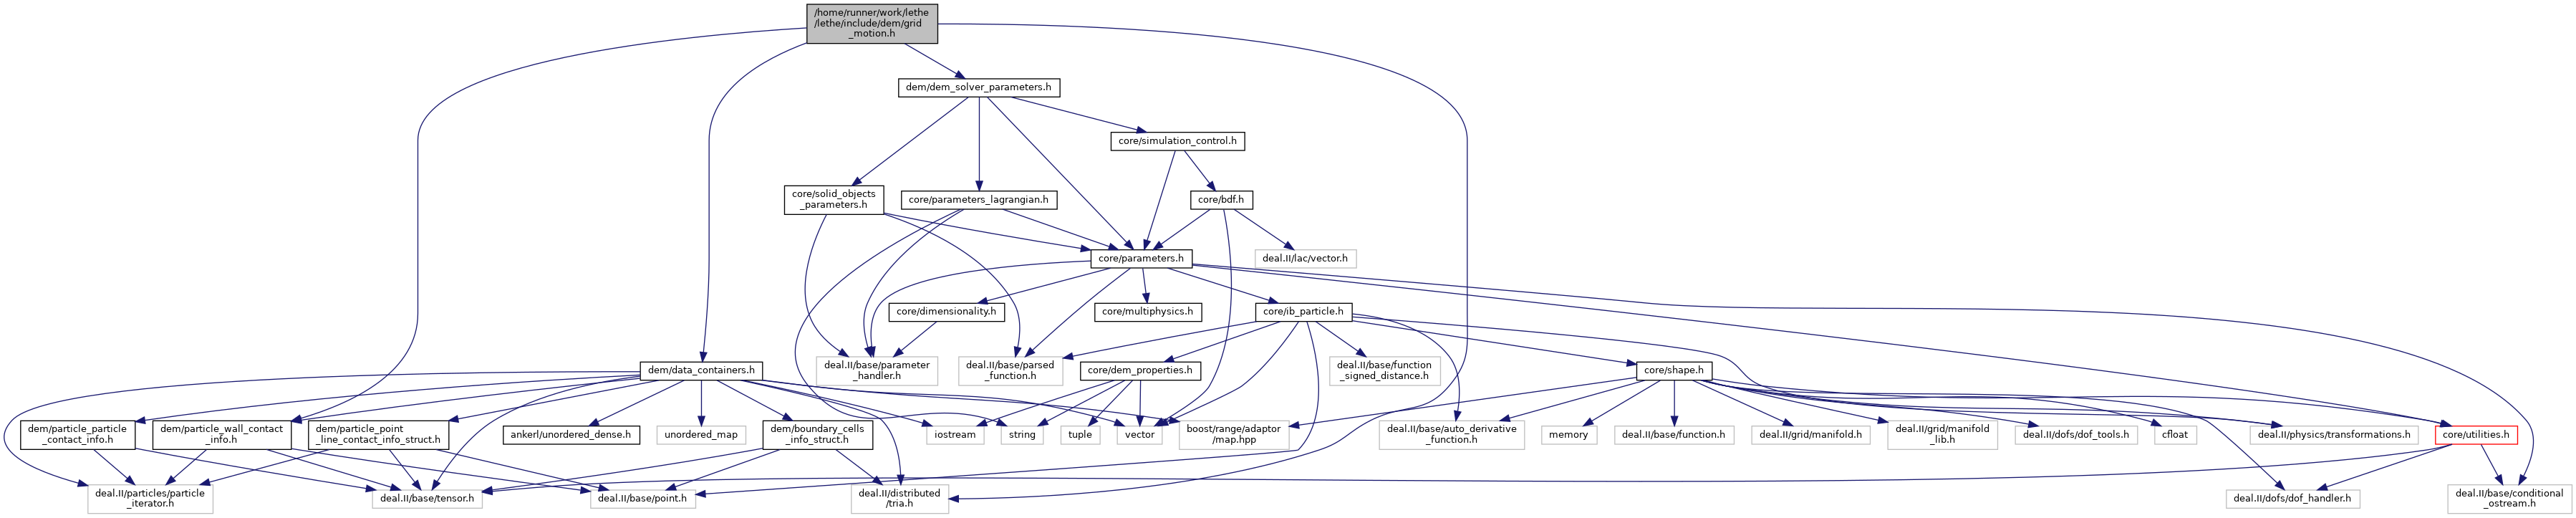 /home/runner/work/lethe
/lethe/include/dem/grid
_motion.h
dem/dem_solver_parameters.h
core/simulation_control.h
core/solid_objects
_parameters.h
core/parameters_lagrangian.h
core/bdf.h
core/parameters.h
deal.II/lac/vector.h
core/dimensionality.h
core/multiphysics.h
core/ib_particle.h
dem/data_containers.h
deal.II/base/parameter
_handler.h
deal.II/base/parsed
_function.h
core/dem_properties.h
deal.II/base/function
_signed_distance.h
core/shape.h
dem/particle_particle
_contact_info.h
dem/particle_wall_contact
_info.h
dem/particle_point
_line_contact_info_struct.h
ankerl/unordered_dense.h
unordered_map
dem/boundary_cells
_info_struct.h
iostream
string
tuple
vector
boost/range/adaptor
/map.hpp
deal.II/base/auto_derivative
_function.h
memory
deal.II/base/function.h
deal.II/grid/manifold.h
deal.II/grid/manifold
_lib.h
deal.II/dofs/dof_tools.h
cfloat
deal.II/physics/transformations.h
core/utilities.h
deal.II/particles/particle
_iterator.h
deal.II/base/tensor.h
deal.II/base/point.h
deal.II/distributed
/tria.h
deal.II/dofs/dof_handler.h
deal.II/base/conditional
_ostream.h